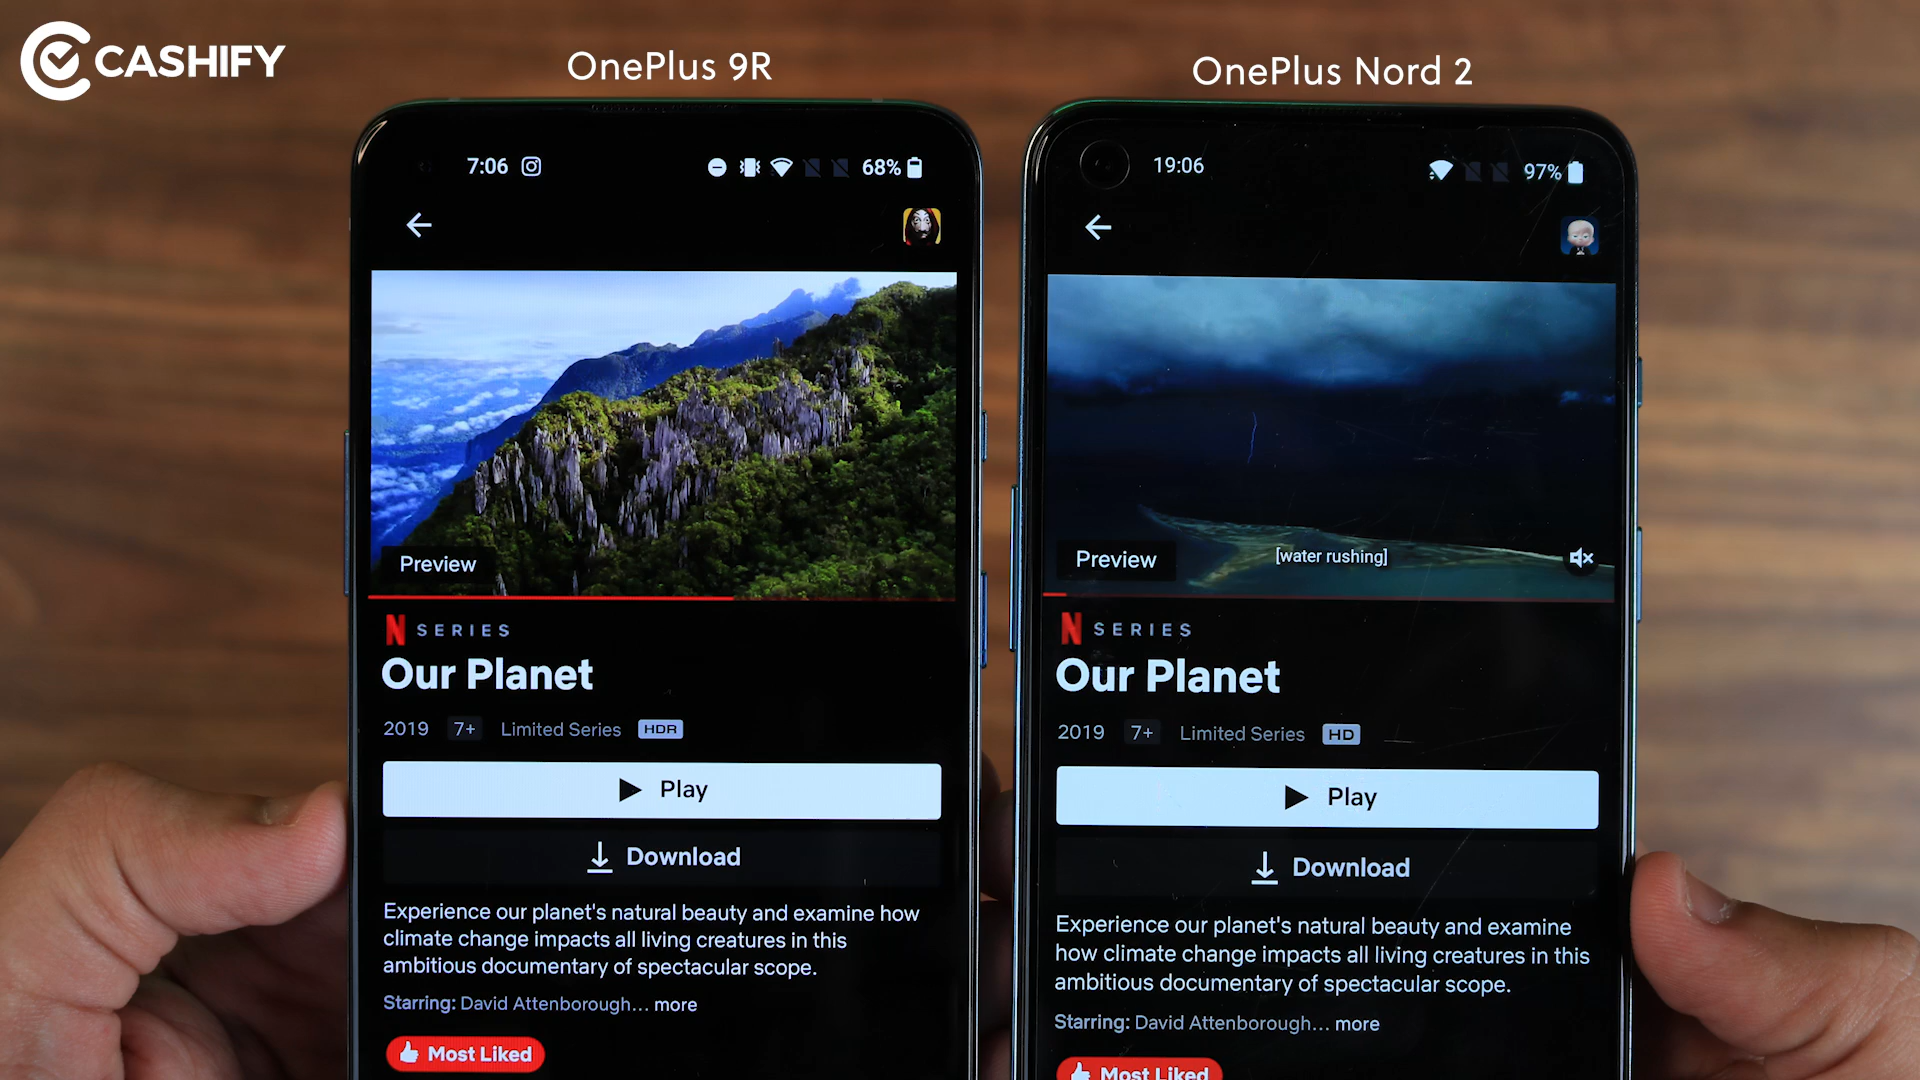 CASHIFY
OnePlus 9R
OnePlus Nord 2
7:06
68%
Preview
N SERIES
Our Planet
2019 7+ Limited Series HDR
Play
Download
Experience our planet's natural beauty and examine how
climate change impacts all living creatures in this
ambitious documentary of spectacular scope.
Starring: David Attenborough... more
Most Liked
19:06
97%
Preview
[water rushing]
N SERIES
Our Planet
2019 7+ Limited Series HD
Play
Download
Experience our planet's natural beauty and examine
how climate change impacts all living creatures in this
ambitious documentary of spectacular scope.
Starring: David Attenborough... more
Most Liked